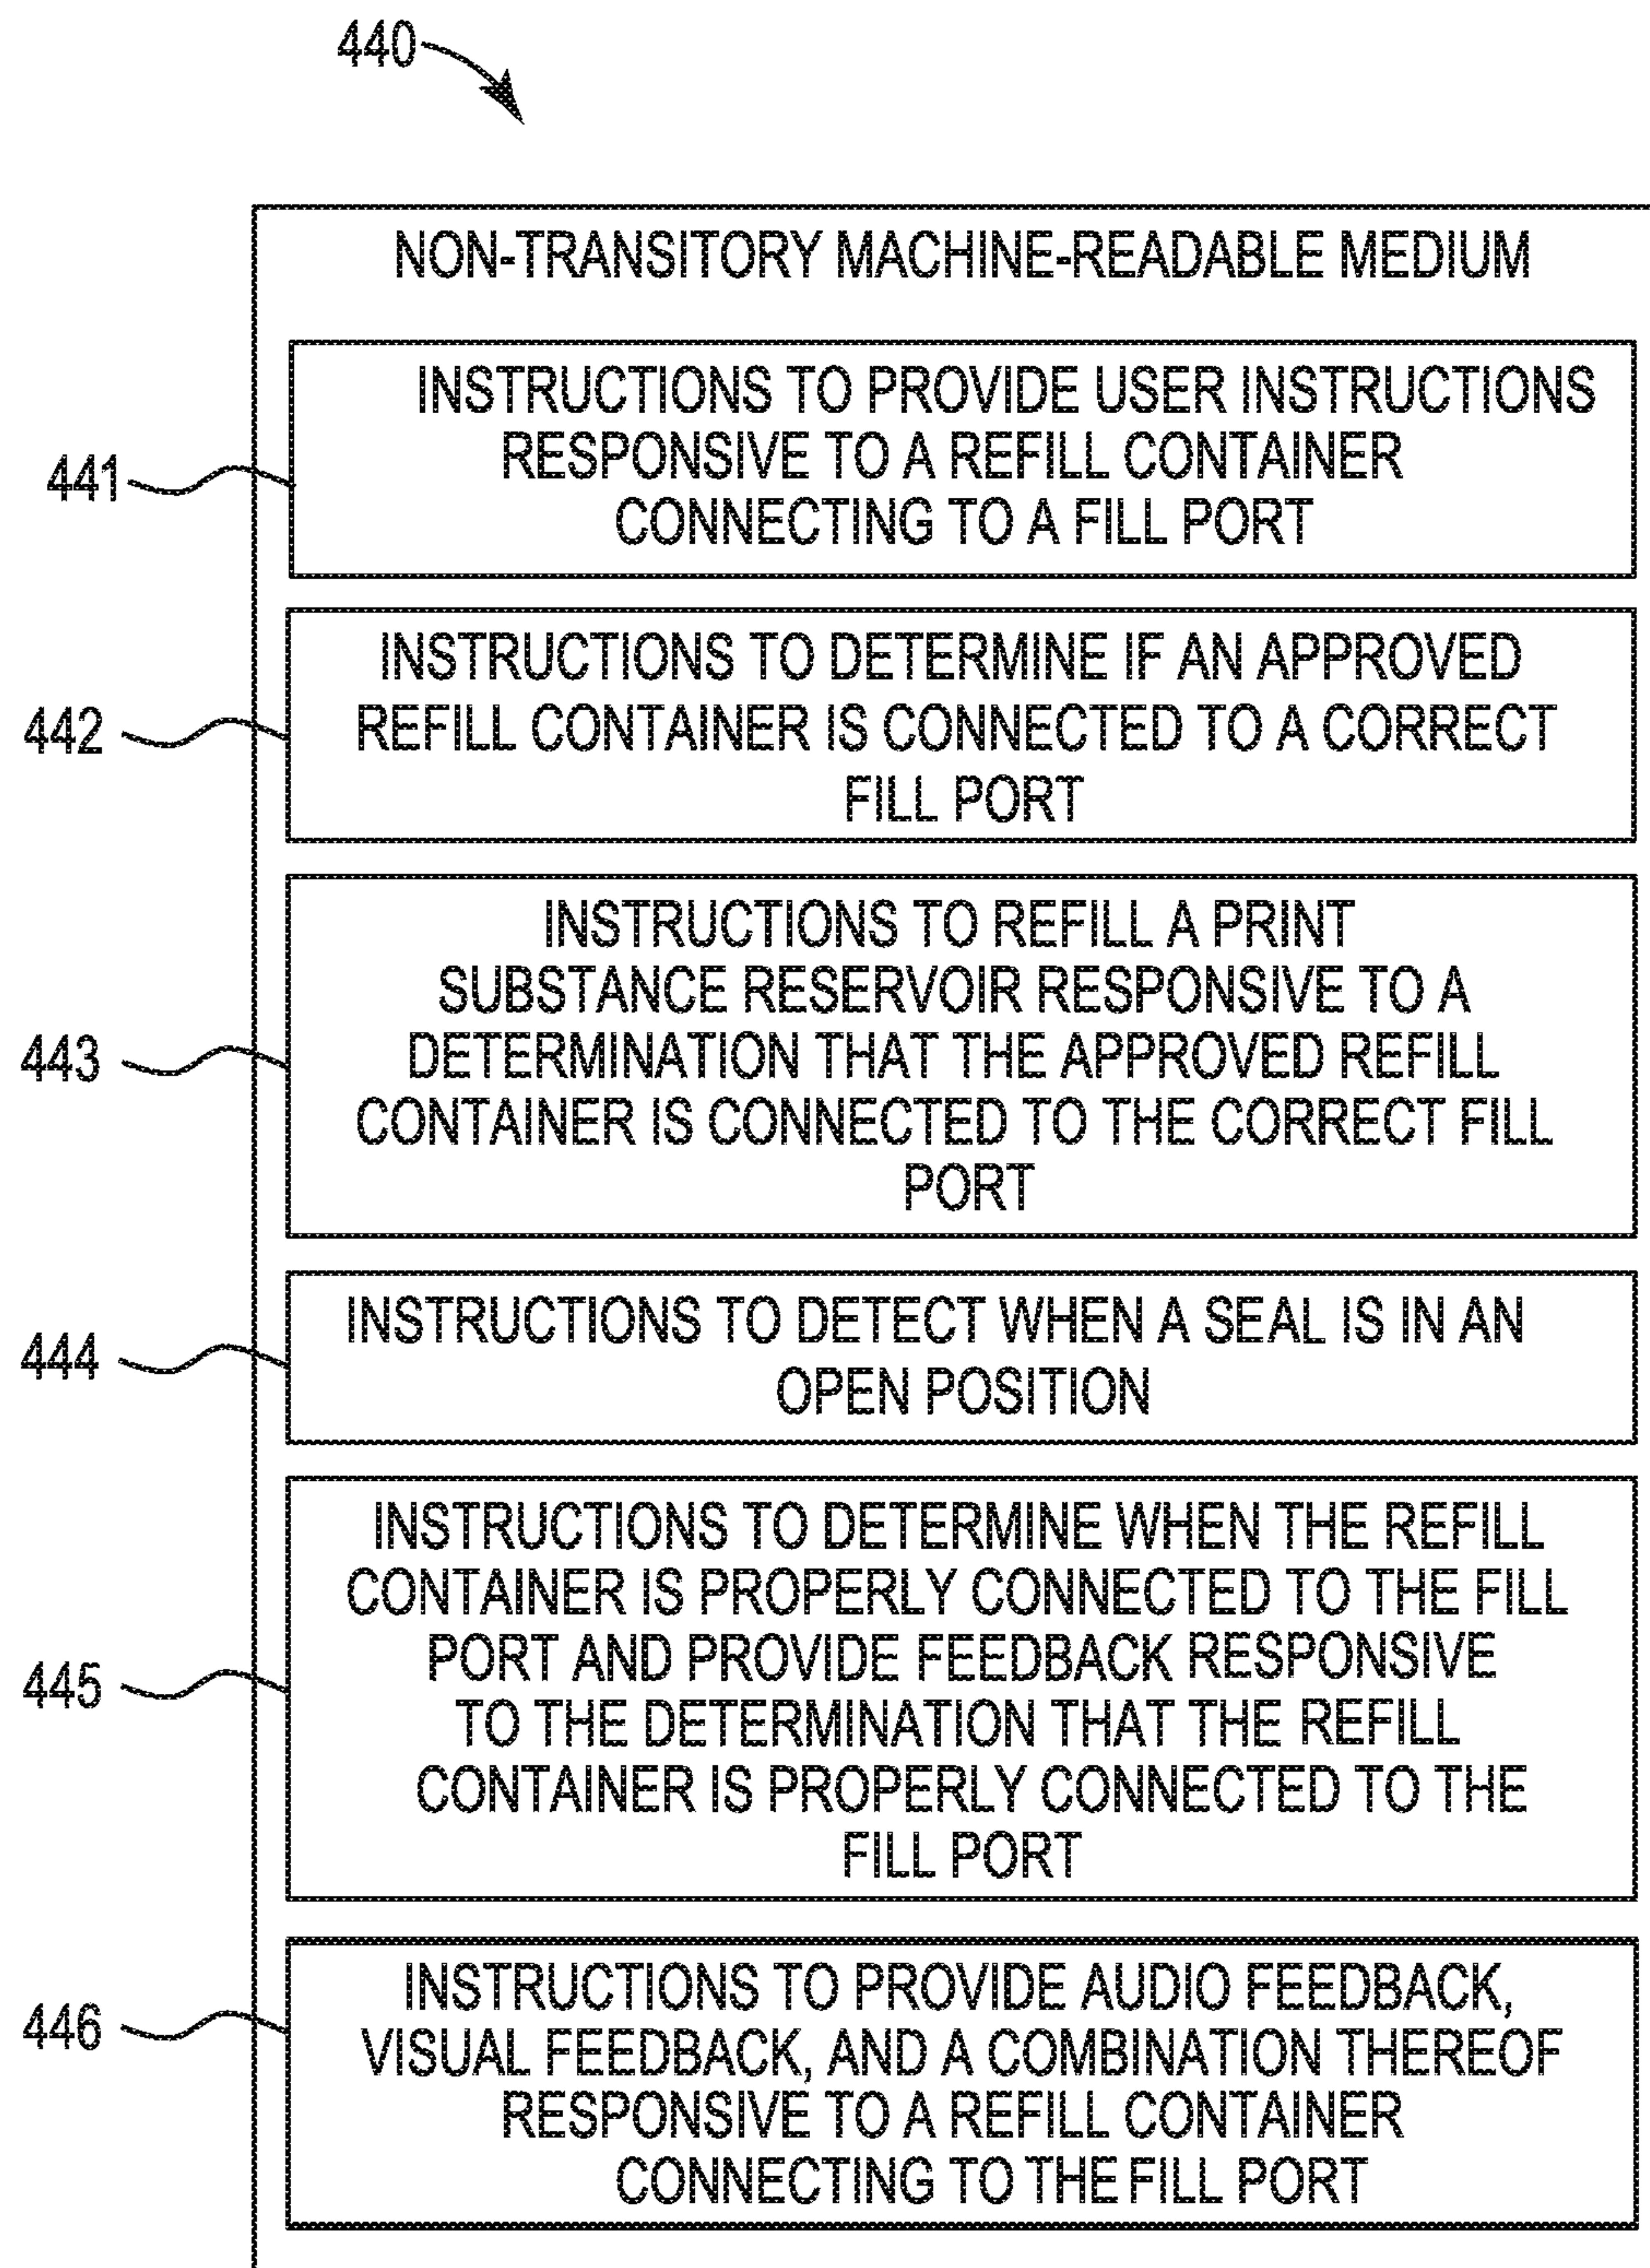 440
NON-TRANSITORY MACHINE-READABLE MEDIUM
INSTRUCTIONS TO PROVIDE USER INSTRUCTIONS
RESPONSIVE TO A REFILL CONTAINER
CONNECTING TO A FILL PORT
441
INSTRUCTIONS TO DETERMINE IF AN APPROVED
REFILL CONTAINER IS CONNECTED TO A CORRECT
FILL PORT
442
INSTRUCTIONS TO REFILL A PRINT
SUBSTANCE RESERVOIR RESPONSIVE TO A
DETERMINATION THAT THE APPROVED REFILL
CONTAINER IS CONNECTED TO THE CORRECT FILL
PORT
443
INSTRUCTIONS TO DETECT WHEN A SEAL IS IN AN
OPEN POSITION
444
INSTRUCTIONS TO DETERMINE WHEN THE REFILL
CONTAINER IS PROPERLY CONNECTED TO THE FILL
PORT AND PROVIDE FEEDBACK RESPONSIVE
TO THE DETERMINATION THAT THE REFILL
CONTAINER IS PROPERLY CONNECTED TO THE
FILL PORT
445
INSTRUCTIONS TO PROVIDE AUDIO FEEDBACK,
VISUAL FEEDBACK, AND A COMBINATION THEREOF
RESPONSIVE TO A REFILL CONTAINER
CONNECTING TO THE FILL PORT
446